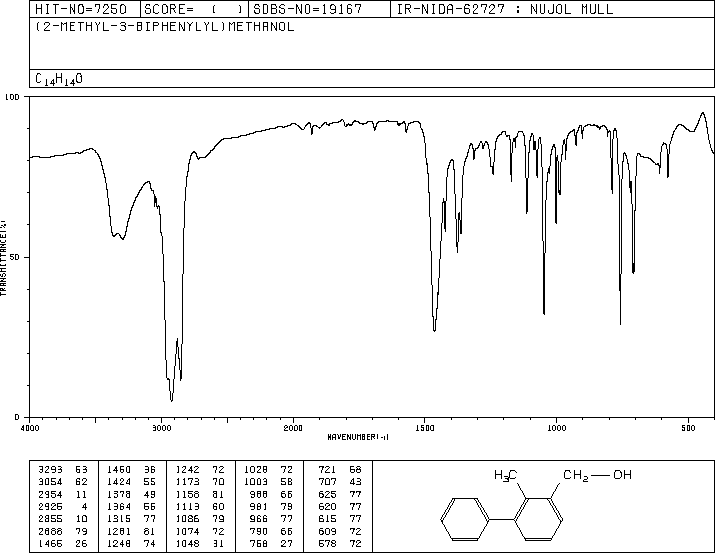 HIT-NO=7250 SCORE= ( ) SDBS-NO=19167 IR-NIDA-62727 : NUJOL MULL
(2-METHYL-3-BIPHENYLYL)METHANOL
C14H14O
100
50
0
TRANSMITTANCE(%)
4000 3000 2000 1500 1000 500
WAVENUMBER(-1)
3293 53 1460 36 1242 72 1028 72 721 68
3054 62 1424 55 1173 70 1003 58 707 43
2954 11 1378 49 1158 81 988 66 625 77
2925 4 1364 55 1113 60 981 79 620 77
2855 10 1315 77 1086 79 966 77 615 77
2688 79 1281 81 1074 72 790 66 609 72
1465 26 1248 74 1048 31 758 27 578 72
H3C CH2 OH